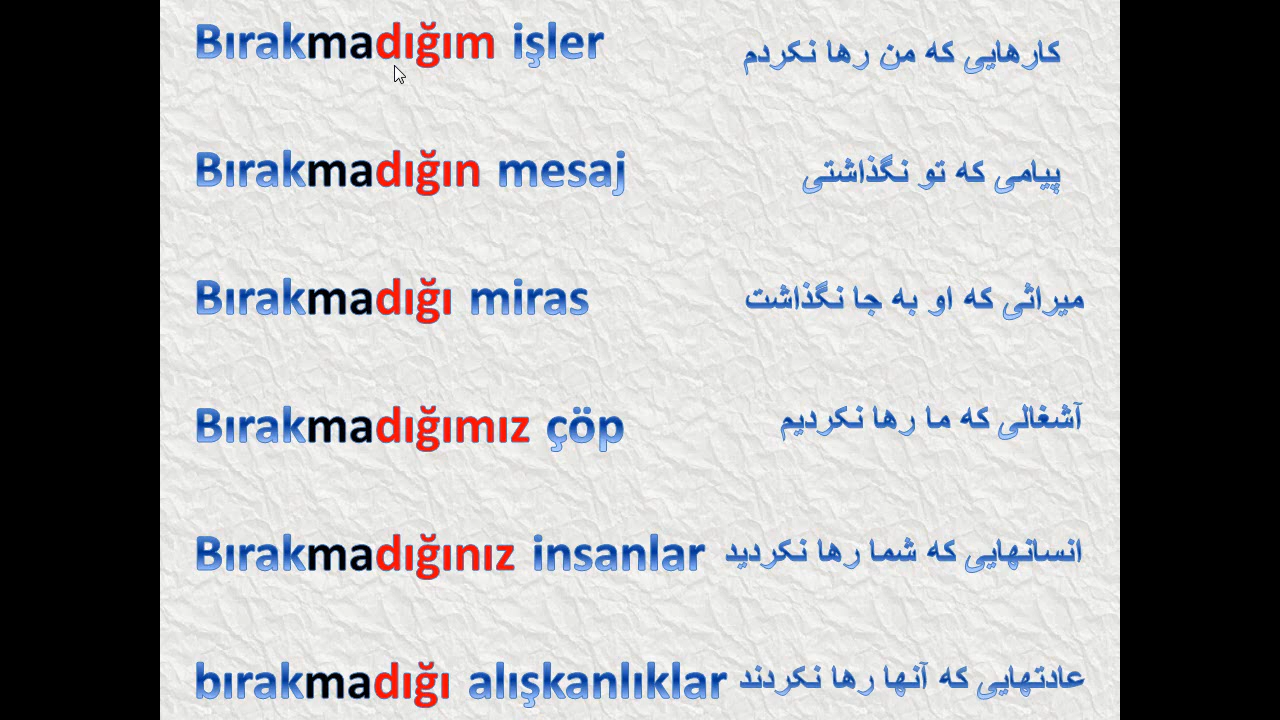 Bırakmadığım işler کارهایی که من رها نکردم
Bırakmadığın mesaj پیامی که تو نگذاشتی
Bırakmadığı miras میراثی که او به جا نگذاشت
Bırakmadığımız çöp آشغالی که ما رها نکردیم
Bırakmadığınız insanlar انسانهایی که شما رها نکردید
bırakmadığı alışkanlıklar عادتهایی که آنها رها نکردند